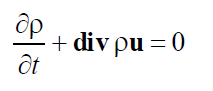 ∂ρ/∂t + div ρu = 0